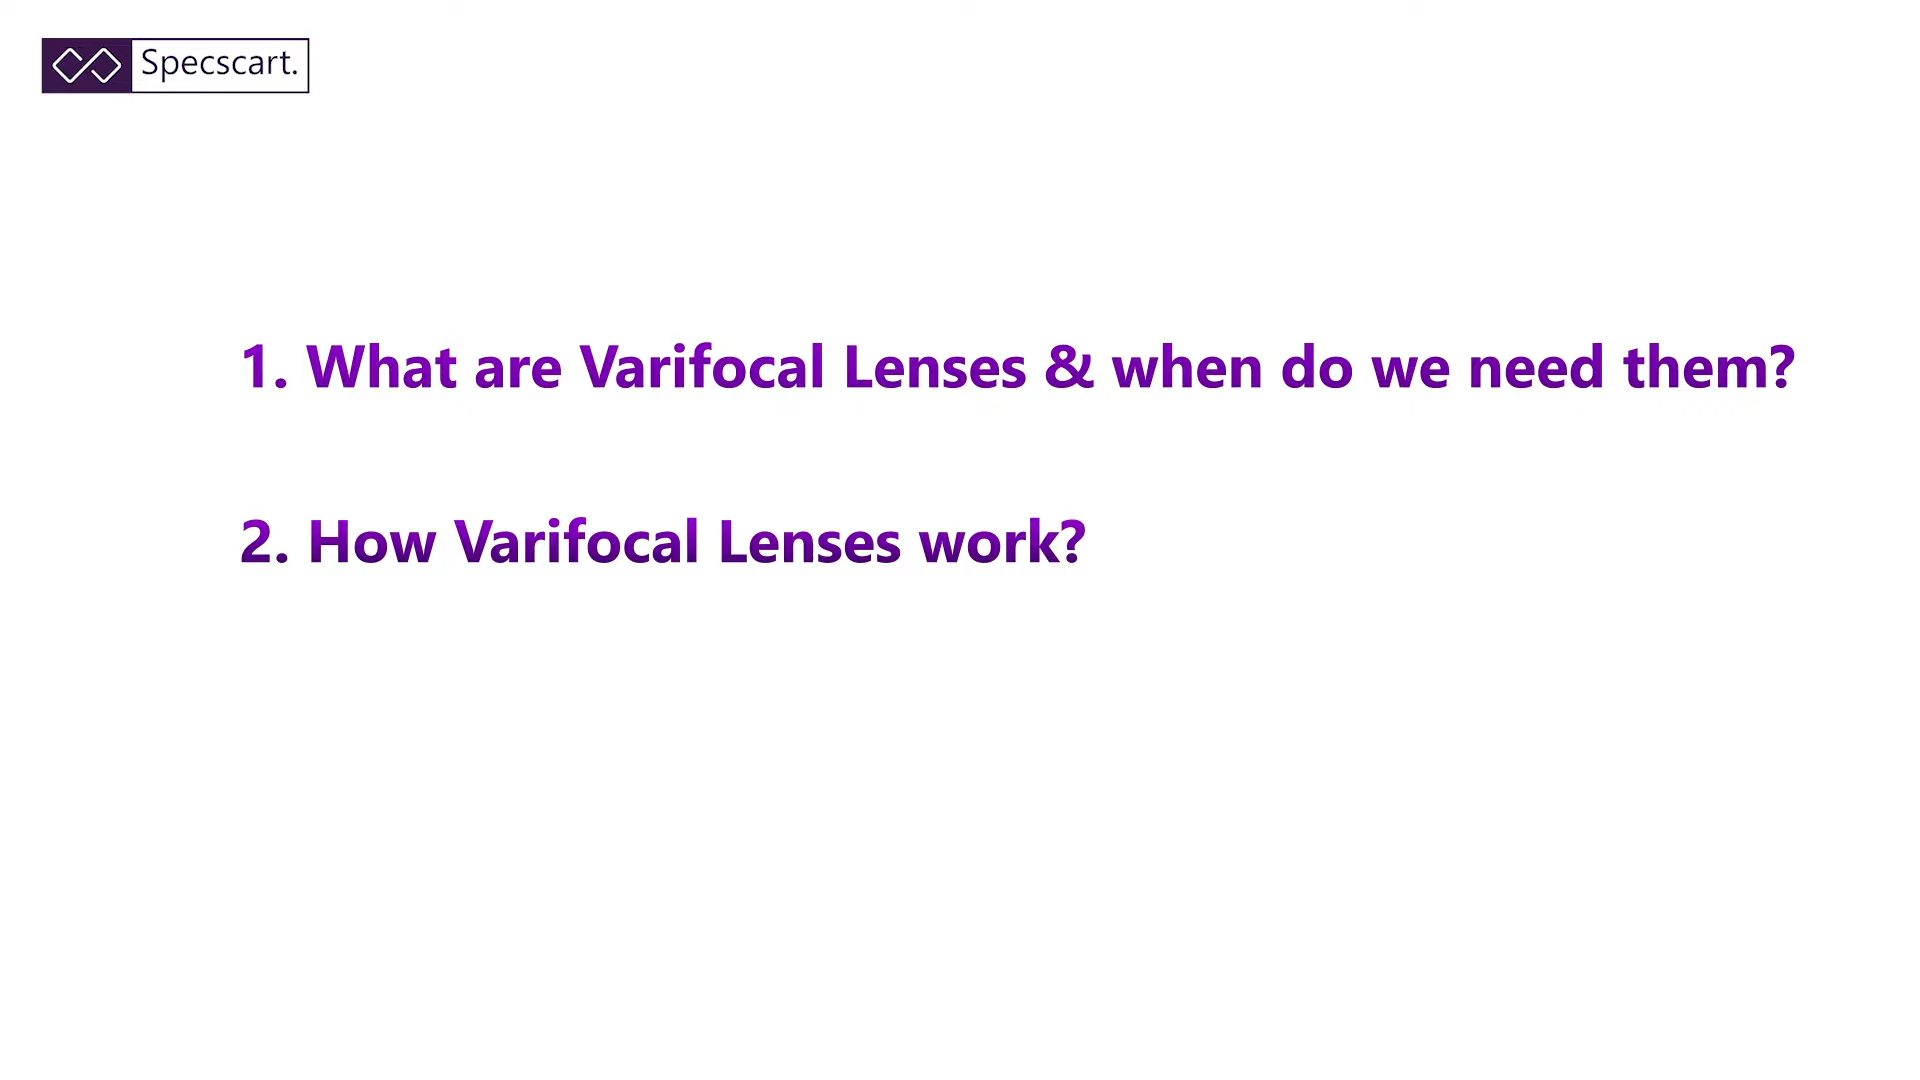 Specscart.
1. What are Varifocal Lenses & when do we need them?
2. How Varifocal Lenses work?